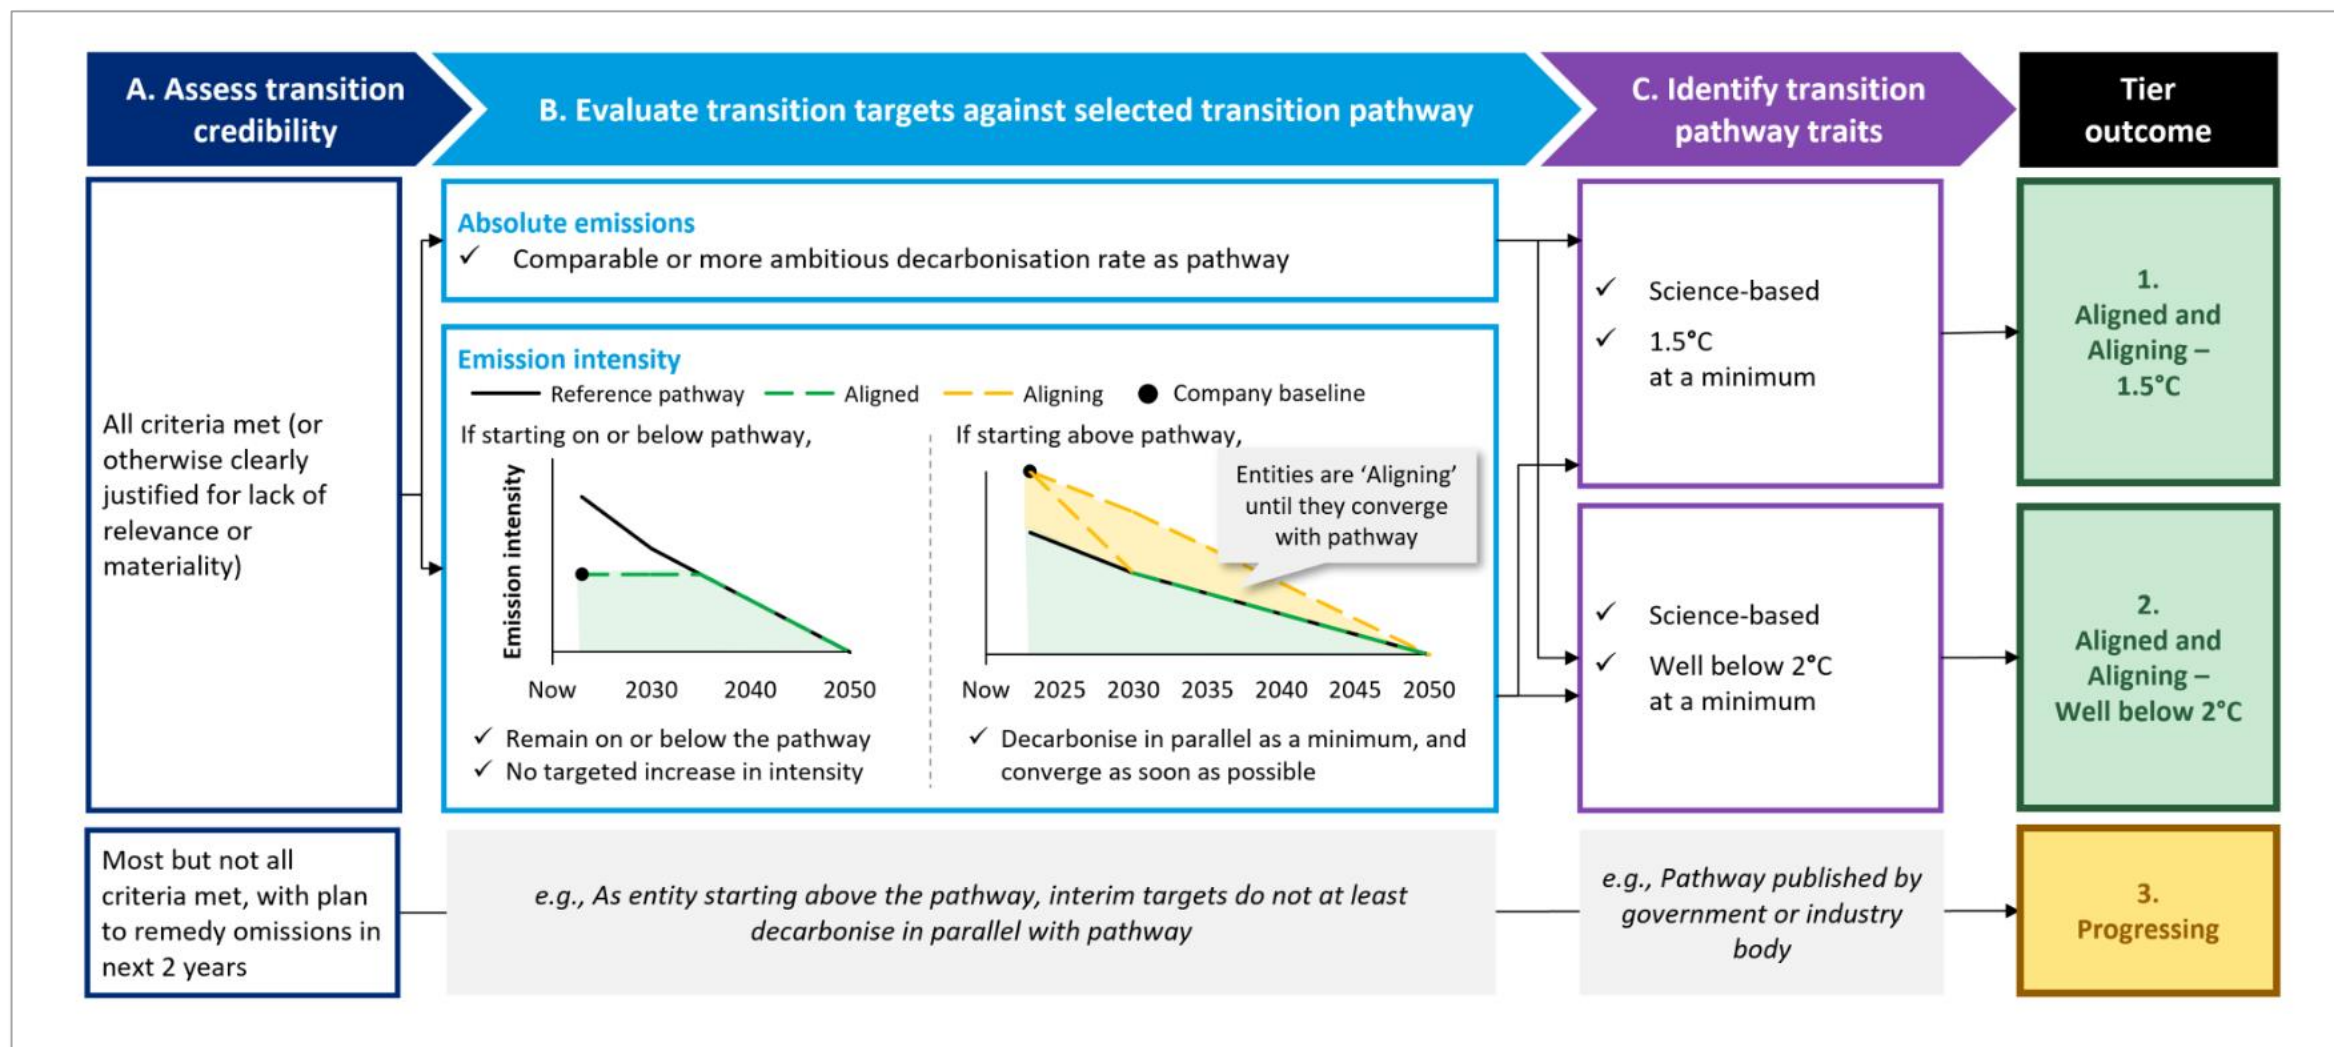 A. Assess transition
credibility
B. Evaluate transition targets against selected transition pathway
C. Identify transition
pathway traits
Tier
outcome
All criteria met (or
otherwise clearly
justified for lack of
relevance or
materiality)
Absolute emissions
✓ Comparable or more ambitious decarbonisation rate as pathway
Emission intensity
Reference pathway
Aligned
Aligning
Company baseline
If starting on or below pathway,
Emission intensity
Now 2030 2040 2050
✓ Remain on or below the pathway
✓ No targeted increase in intensity
If starting above pathway,
Entities are ‘Aligning’
until they converge
with pathway
Now 2025 2030 2035 2040 2045 2050
✓ Decarbonise in parallel as a minimum, and
converge as soon as possible
✓ Science-based
✓ 1.5°C
at a minimum
1.
Aligned and
Aligning –
1.5°C
✓ Science-based
✓ Well below 2°C
at a minimum
2.
Aligned and
Aligning –
Well below 2°C
Most but not all
criteria met, with plan
to remedy omissions in
next 2 years
e.g., As entity starting above the pathway, interim targets do not at least
decarbonise in parallel with pathway
e.g., Pathway published by
government or industry
body
3.
Progressing